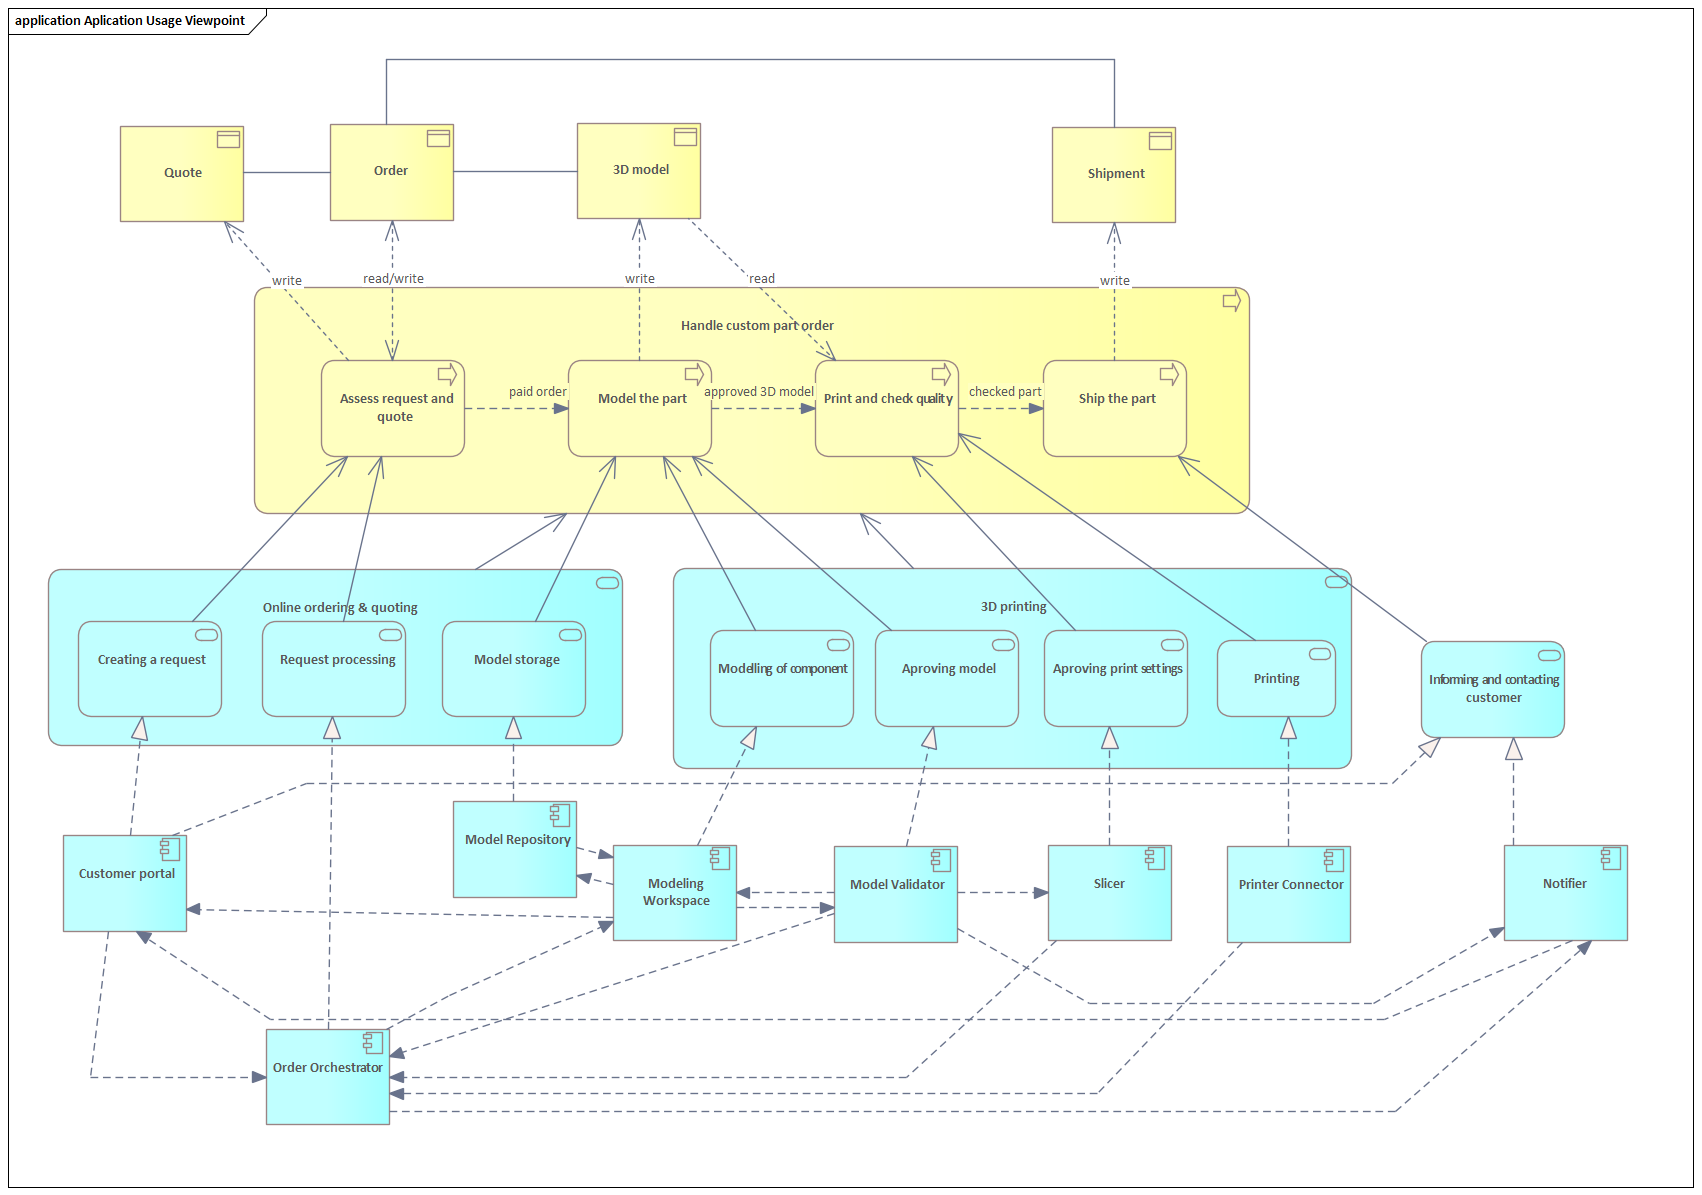 application Aplication Usage Viewpoint
Quote
Order
3D model
Shipment
write
read/write
write
read
write
Handle custom part order
Assess request and
quote
paid order
Model the part
approved 3D model
Print and check quality
checked part
Ship the part
Online ordering & quoting
Creating a request
Request processing
Model storage
3D printing
Modelling of component
Aproving model
Aproving print settings
Printing
Informing and contacting
customer
Customer portal
Model Repository
Modeling
Workspace
Model Validator
Slicer
Printer Connector
Notifier
Order Orchestrator